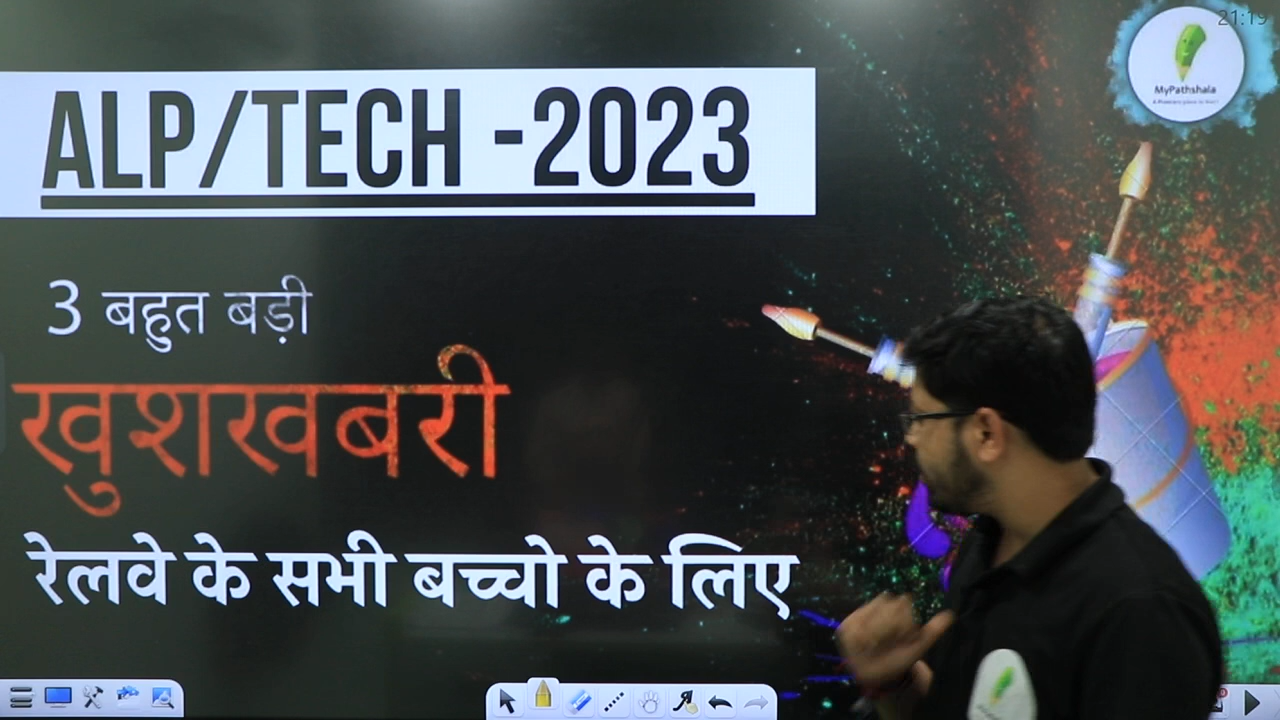 21:19
MyPathshala
ALP/TECH -2023
3 बहुत बड़ी
खुशखबरी
रेलवे के सभी बच्चो के लिए